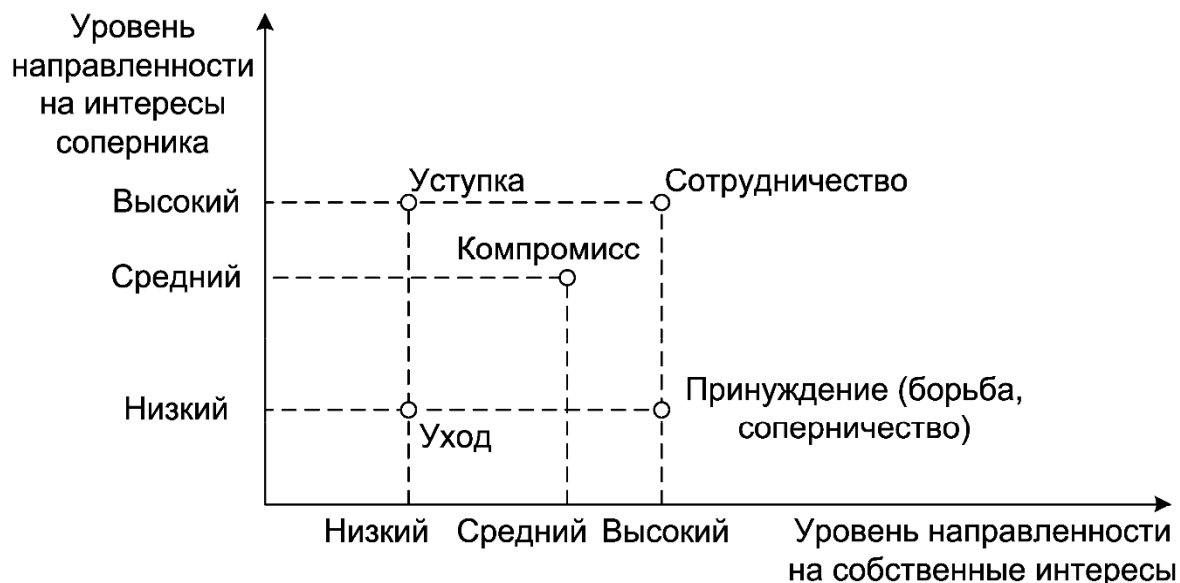 Уровень
направленности
на интересы
соперника
Уступка
Сотрудничество
Высокий
Компромисс
Средний
Принуждение (борьба,
соперничество)
Низкий
Уход
Низкий
Средний
Высокий
Уровень направленности
на собственные интересы